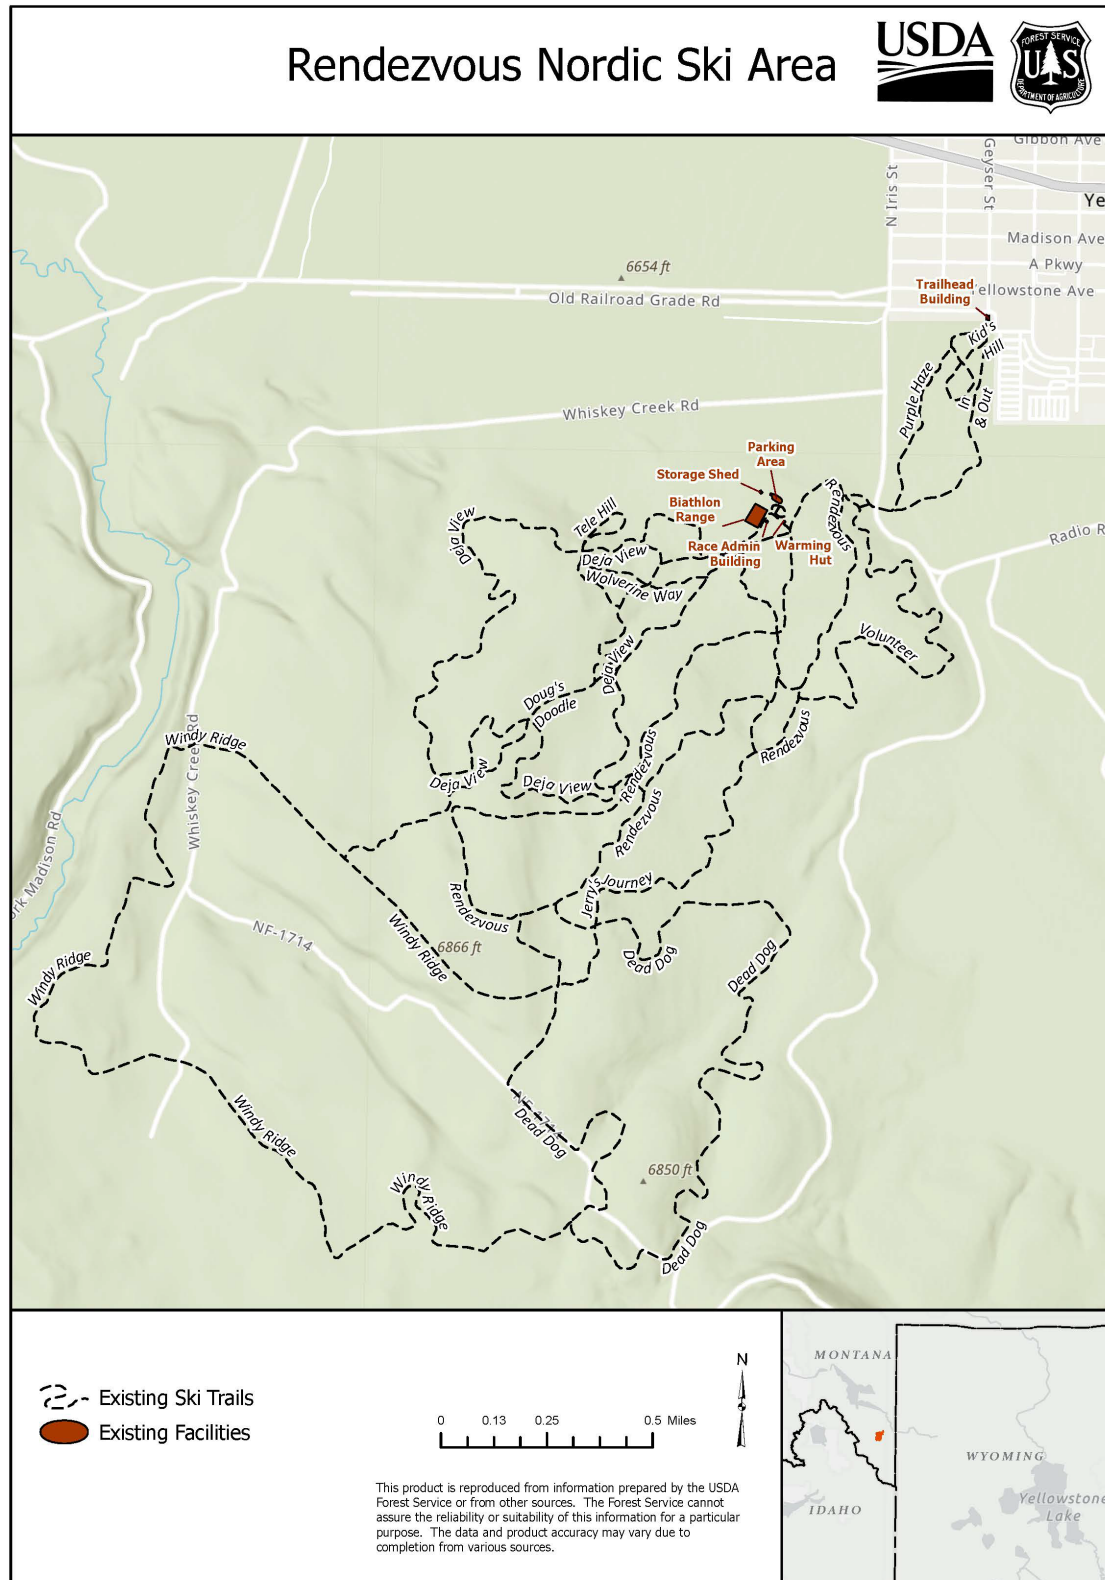 Rendezvous Nordic Ski Area
USDA
FOREST SERVICE
U S
DEPARTMENT OF AGRICULTURE
Gibbon Ave
Geyser St
N Iris St
Ye
Madison Ave
A Pkwy
6654 ft
Trailhead
Building
Yellowstone Ave
Old Railroad Grade Rd
Kid's
Hill
Purple Haze
In
& Out
Whiskey Creek Rd
Parking
Area
Storage Shed
Biathlon
Range
Rendezvous
Tele Hill
Deja View
Race Admin
Building
Warming
Hut
Radio R
Deja View
Wolverine Way
Volunteer
Deja View
Doug's
Doodle
Rendezvous
Windy Ridge
Whiskey Creek Rd
Deja View
Deja View
Rendezvous
Rendezvous
ork Madison Rd
Jerry's Journey
Rendezvous
NF-1714
Windy Ridge
6866 ft
Dead Dog
Dead Dog
Windy Ridge
NF-1714
Dead Dog
Windy Ridge
6850 ft
Windy Ridge
Dead Dog
Existing Ski Trails
Existing Facilities
0 0.13 0.25 0.5 Miles
N
This product is reproduced from information prepared by the USDA
Forest Service or from other sources. The Forest Service cannot
assure the reliability or suitability of this information for a particular
purpose. The data and product accuracy may vary due to
completion from various sources.
MONTANA
WYOMING
Yellowstone
Lake
IDAHO